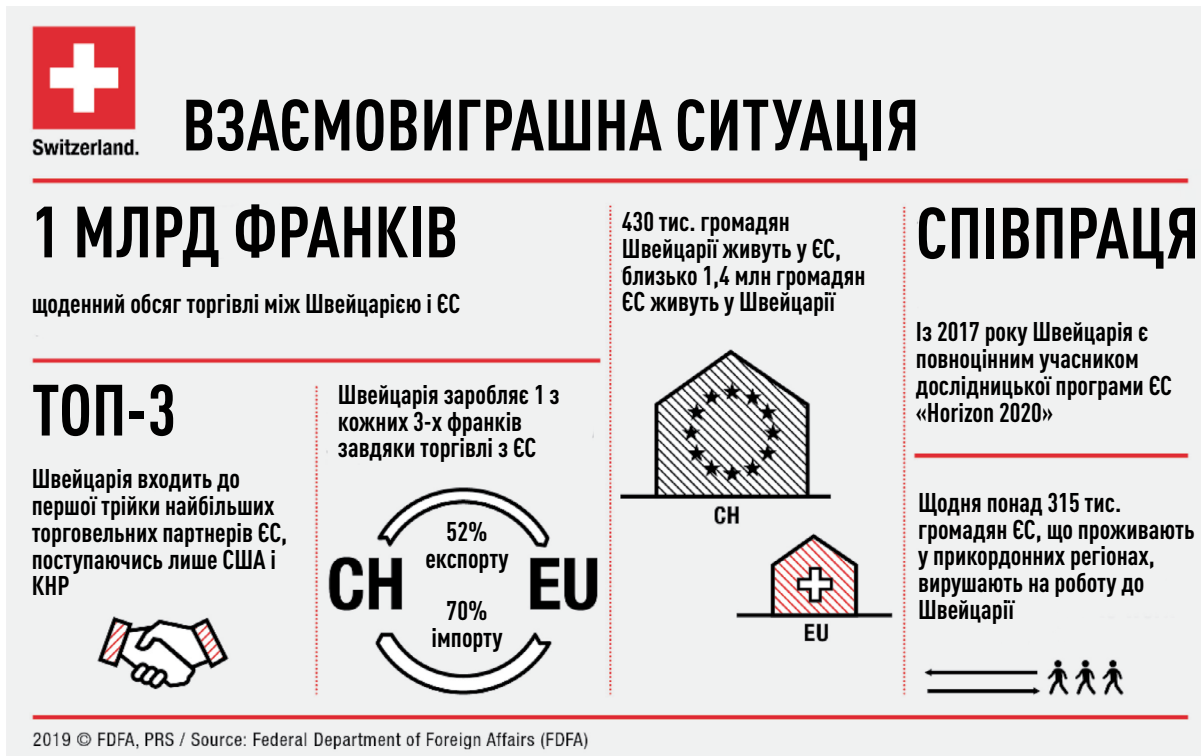 Switzerland.
ВЗАЄМОВИГРАШНА СИТУАЦІЯ
1 МЛРД ФРАНКІВ
щоденний обсяг торгівлі між Швейцарією і ЄС
ТОП-3
Швейцарія входить до
першої трійки найбільших
торговельних партнерів ЄС,
поступаючись лише США і
КНР
Швейцарія заробляє 1 з
кожних 3-х франків
завдяки торгівлі з ЄС
52%
експорту
CH
EU
70%
імпорту
430 тис. громадян
Швейцарії живуть у ЄС,
близько 1,4 млн громадян
ЄС живуть у Швейцарії
CH
EU
СПІВПРАЦЯ
Із 2017 року Швейцарія є
повноцінним учасником
дослідницької програми ЄС
«Horizon 2020»
Щодня понад 315 тис.
громадян ЄС, що проживають
у прикордонних регіонах,
вирушають на роботу до
Швейцарії
2019 © FDFA, PRS / Source: Federal Department of Foreign Affairs (FDFA)